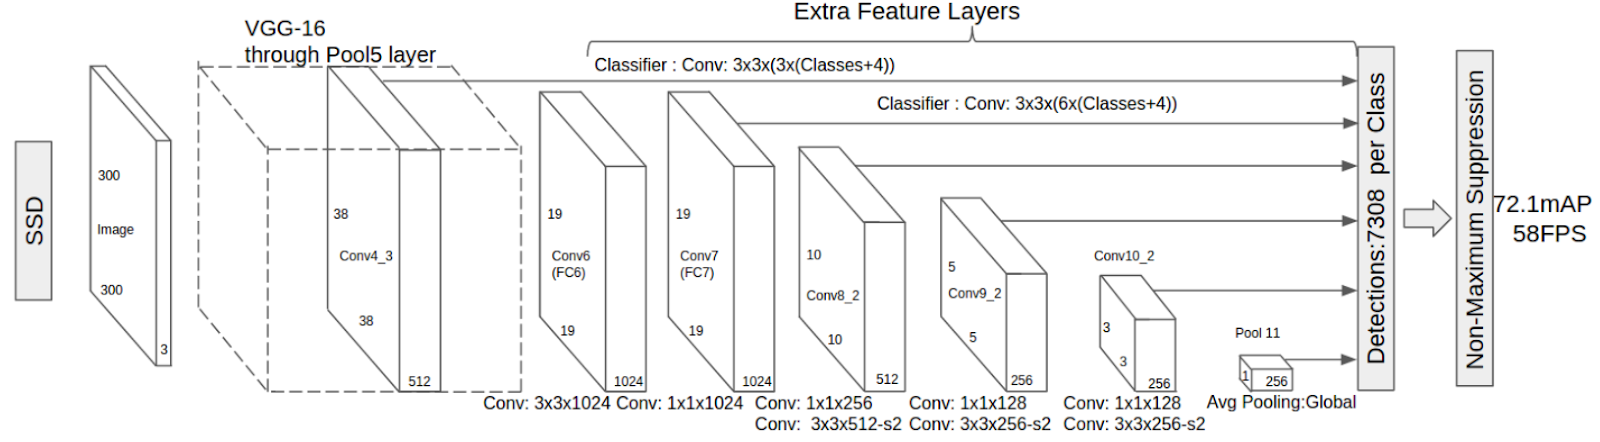 Extra Feature Layers
VGG-16
through Pool5 layer
Classifier : Conv: 3x3x(3x(Classes+4))
Classifier : Conv: 3x3x(6x(Classes+4))
SSD
300
Image
300
3
38
Conv4_3
38
512
19
Conv6
(FC6)
19
1024
19
Conv7
(FC7)
19
1024
10
Conv8_2
10
512
5
Conv9_2
5
256
Conv10_2
3
3
256
Pool 11
1
256
Conv: 3x3x1024
Conv: 1x1x1024
Conv: 1x1x256
Conv: 3x3x512-s2
Conv: 1x1x128
Conv: 3x3x256-s2
Conv: 1x1x128
Conv: 3x3x256-s2
Avg Pooling:Global
Detections:7308 per Class
Non-Maximum Suppression
72.1mAP
58FPS